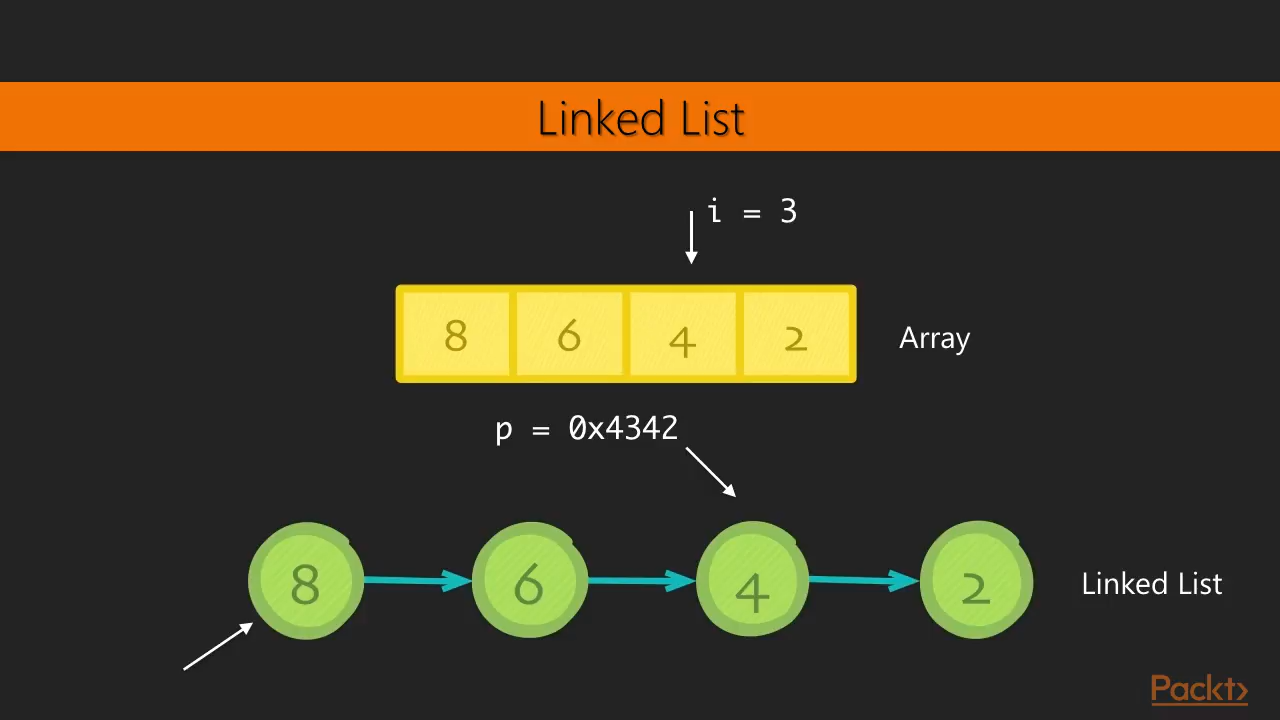 Linked List
i = 3
8 6 4 2
Array
p = 0x4342
8 6 4 2
Linked List
Packt>